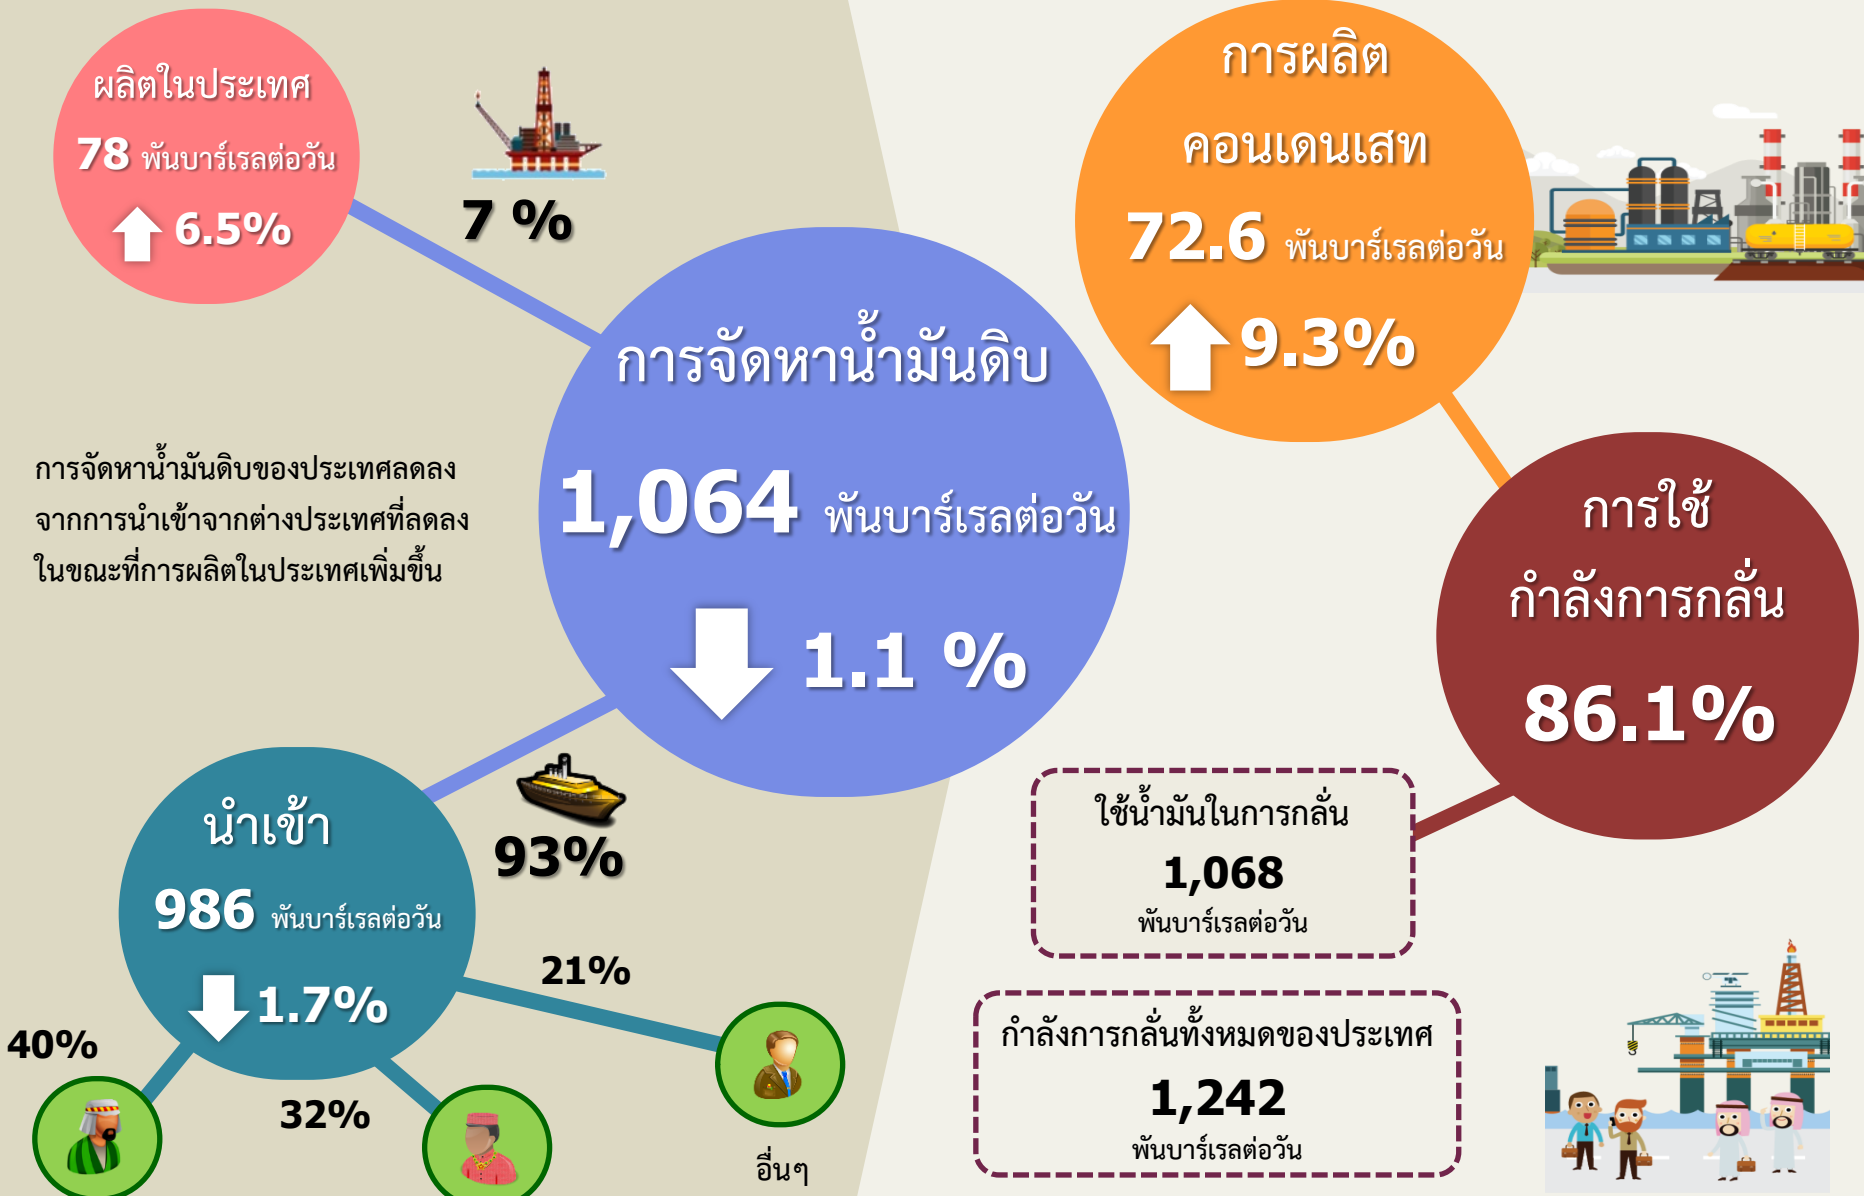 ผลิตในประเทศ
78 พันบาร์เรลต่อวัน
6.5%
7 %
การจัดหาน้ำมันดิบ
1,064 พันบาร์เรลต่อวัน
1.1 %
การจัดหาน้ำมันดิบของประเทศลดลง
จากการนำเข้าจากต่างประเทศที่ลดลง
ในขณะที่การผลิตในประเทศเพิ่มขึ้น
93%
นำเข้า
986 พันบาร์เรลต่อวัน
1.7%
40%
32%
21%
อื่นๆ
การผลิต
คอนเดนเสท
72.6 พันบาร์เรลต่อวัน
9.3%
การใช้
กำลังการกลั่น
86.1%
ใช้น้ำมันในการกลั่น
1,068
พันบาร์เรลต่อวัน
กำลังการกลั่นทั้งหมดของประเทศ
1,242
พันบาร์เรลต่อวัน